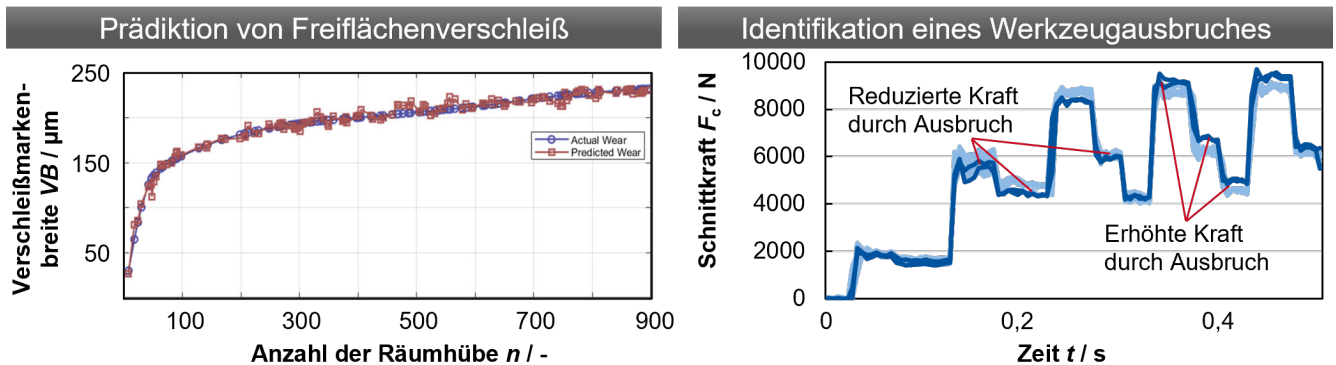 Prädiktion von Freiflächenverschleiß
Verschleißmarken-
breite VB / µm
250
150
50
Actual Wear
Predicted Wear
100
300
500
700
900
Anzahl der Räumhübe n / -
Identifikation eines Werkzeugausbruches
Schnittkraft Fc / N
10000
8000
6000
4000
2000
0
Reduzierte Kraft
durch Ausbruch
Erhöhte Kraft
durch Ausbruch
0
0,2
0,4
Zeit t / s